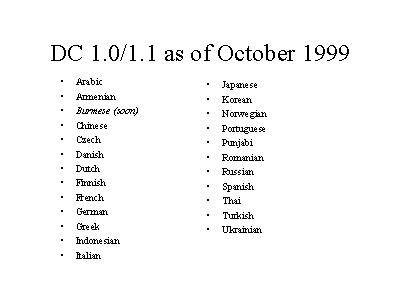 DC 1.0/1.1 as of October 1999
• Arabic
• Armenian
• Burmese (soon)
• Chinese
• Czech
• Danish
• Dutch
• Finnish
• French
• German
• Greek
• Indonesian
• Italian
• Japanese
• Korean
• Norwegian
• Portuguese
• Punjabi
• Romanian
• Russian
• Spanish
• Thai
• Turkish
• Ukrainian